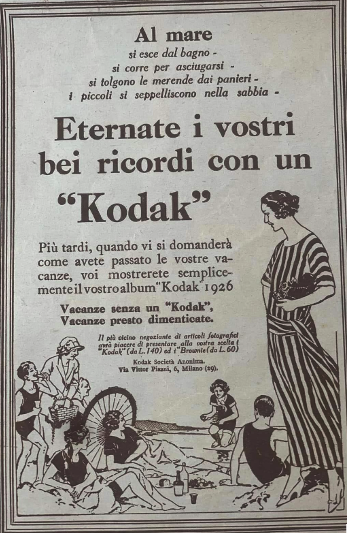 Al mare
si esce dal bagno -
si corre per asciugarsi -
si tolgono le merende dai panieri -
i piccoli si seppelliscono nella sabbia -
Eternate i vostri
bei ricordi con un
“Kodak”
Più tardi, quando vi si domanderà
come avete passato le vostre va-
canze, voi mostrerete semplice-
mente il vostro album "Kodak" 1926
Vacanze senza un "Kodak",
Vacanze presto dimenticate.
Il più vicino negoziante di articoli fotografici
avrà piacere di presentare alla vostra scelta i
"Kodak" (da L.140) ed i "Brownie" (da L.60)
Kodak Società Anonima.
Via Vittor Pisani, 6, Milano (29).